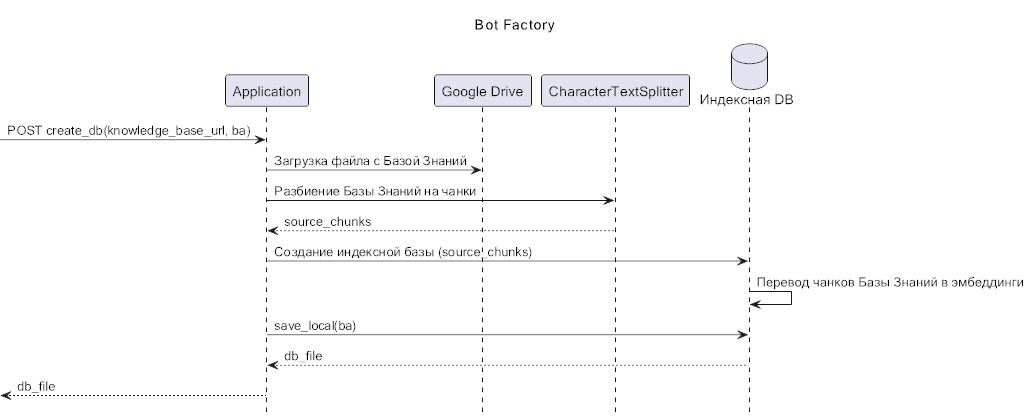 Bot Factory
Application
Google Drive
CharacterTextSplitter
Индексная DB
POST create_db(knowledge_base_url, ba)
Загрузка файла с Базой Знаний
Разбиение Базы Знаний на чанки
source_chunks
Создание индексной базы (source_chunks)
Перевод чанков Базы Знаний в эмбеддинги
save_local(ba)
db_file
db_file